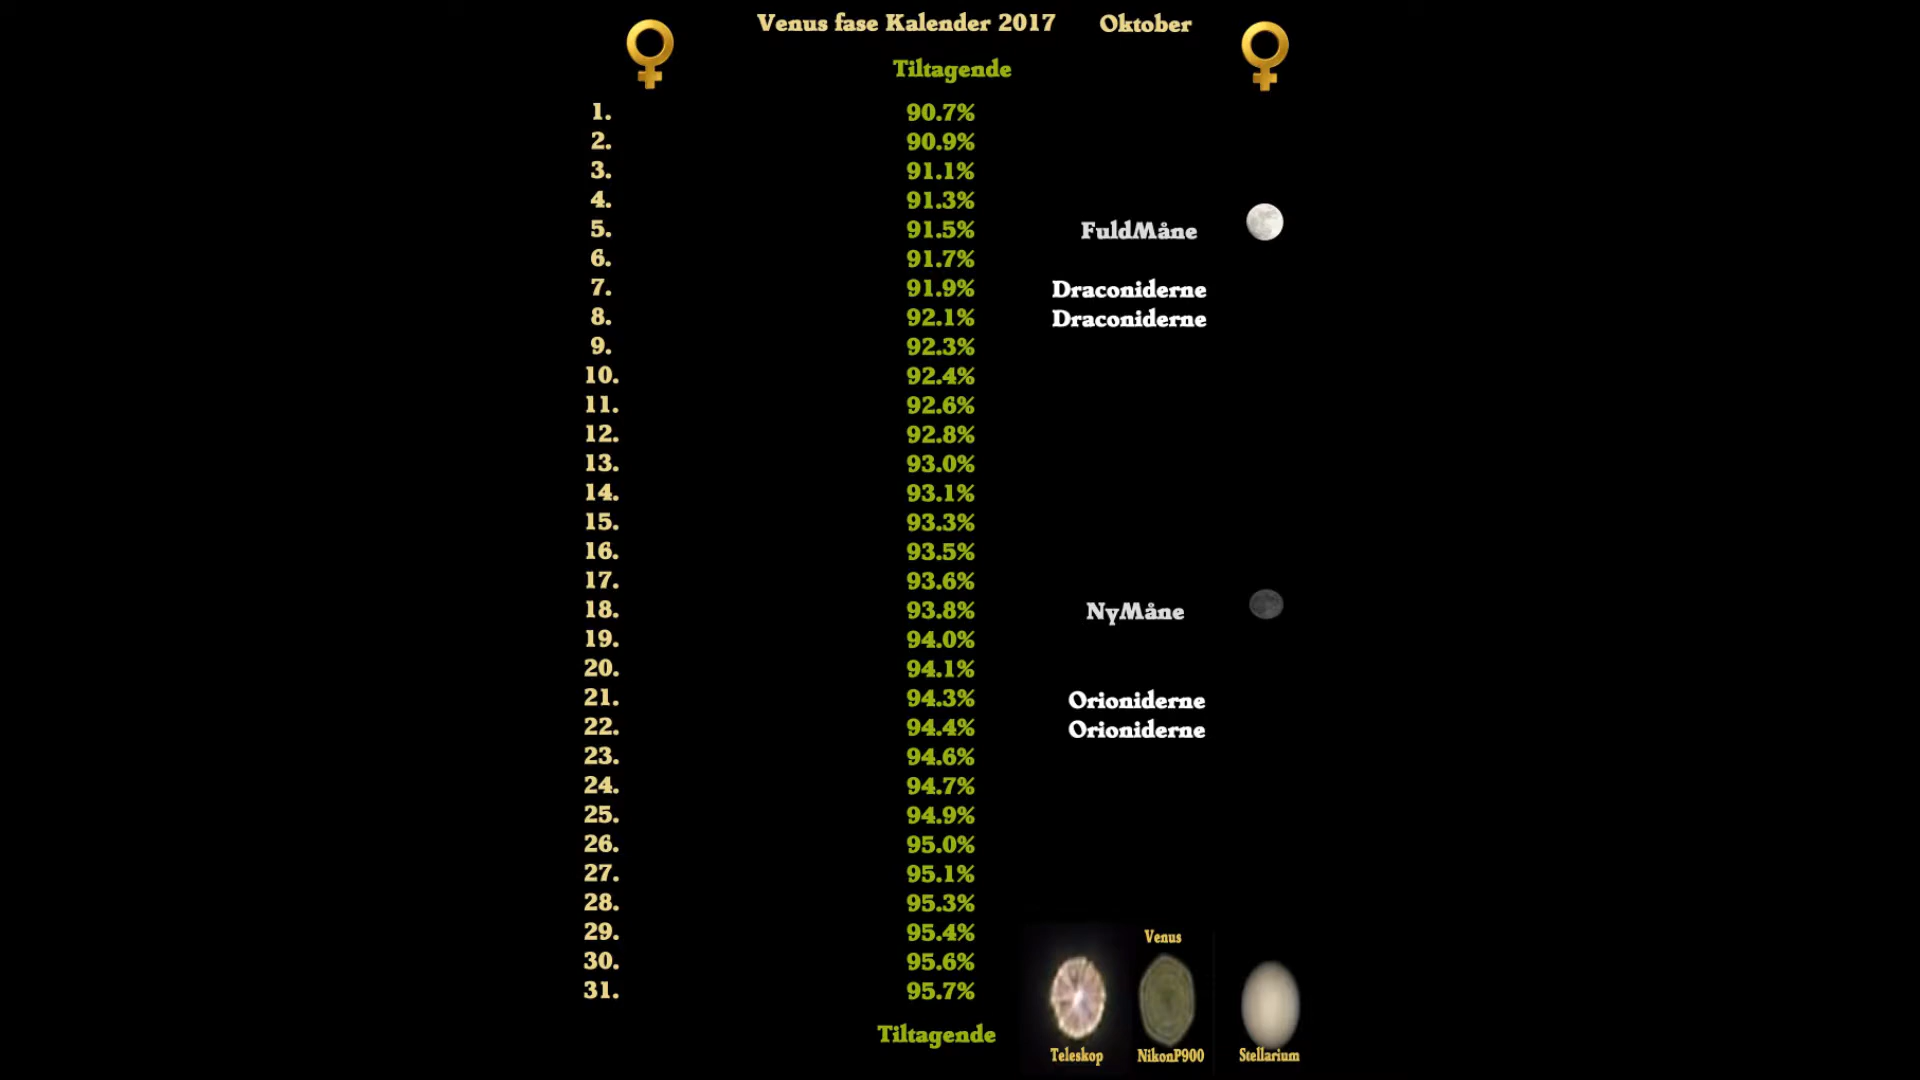 Venus fase Kalender 2017 Oktober
Tiltagende
1. 90.7%
2. 90.9%
3. 91.1%
4. 91.3%
5. 91.5% FuldMåne
6. 91.7%
7. 91.9% Draconiderne
8. 92.1% Draconiderne
9. 92.3%
10. 92.4%
11. 92.6%
12. 92.8%
13. 93.0%
14. 93.1%
15. 93.3%
16. 93.5%
17. 93.6%
18. 93.8% NyMåne
19. 94.0%
20. 94.1%
21. 94.3% Orioniderne
22. 94.4% Orioniderne
23. 94.6%
24. 94.7%
25. 94.9%
26. 95.0%
27. 95.1%
28. 95.3%
29. 95.4%
30. 95.6%
31. 95.7%
Tiltagende
Venus
Teleskop NikonP900 Stellarium